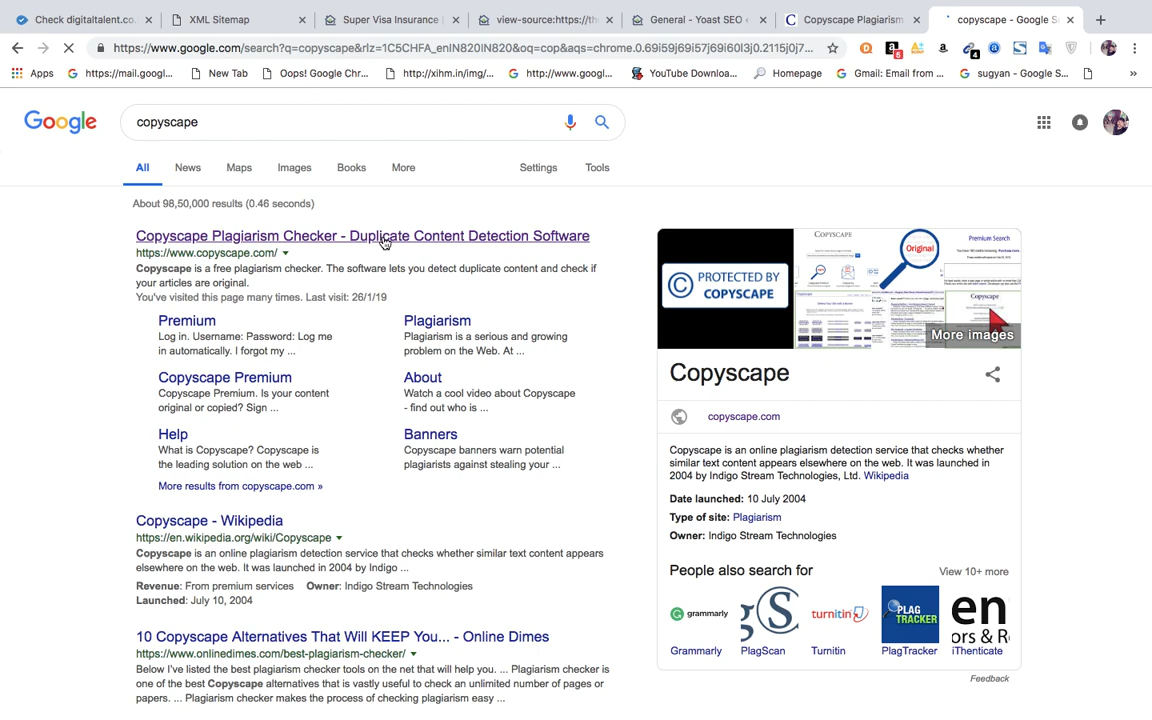 Check digitaltalent.co.
XML Sitemap
Super Visa Insurance
view-source:https://the
General - Yoast SEO
Copyscape Plagiarism
copyscape - Google S
https://www.google.com/search?q=copyscape&rlz=1C5CHFA_enIN820IN820&oq=cop&aqs=chrome.0.69i59j69i57j69i60l3j0.2115j0j7...
5
4
Apps
https://mail.googl...
New Tab
Oops! Google Chr...
http://xihm.in/img/...
http://www.googl...
YouTube Downloa...
Homepage
Gmail: Email from ...
sugyan - Google S...
»
Google
copyscape
All
News
Maps
Images
Books
More
Settings
Tools
About 98,50,000 results (0.46 seconds)
Copyscape Plagiarism Checker - Duplicate Content Detection Software
https://www.copyscape.com/
Copyscape is a free plagiarism checker. The software lets you detect duplicate content and check if
your articles are original.
You've visited this page many times. Last visit: 26/1/19
Premium
Log in. Username: Password: Log me
in automatically. I forgot my ...
Plagiarism
Plagiarism is a serious and growing
problem on the Web. At ...
Copyscape Premium
Copyscape Premium. Is your content
original or copied? Sign ...
About
Watch a cool video about Copyscape
- find out who is ...
Help
What is Copyscape? Copyscape is
the leading solution on the web ...
Banners
Copyscape banners warn potential
plagiarists against stealing your ...
More results from copyscape.com »
Copyscape - Wikipedia
https://en.wikipedia.org/wiki/Copyscape
Copyscape is an online plagiarism detection service that checks whether similar text content appears
elsewhere on the web. It was launched in 2004 by Indigo ...
Revenue: From premium services Owner: Indigo Stream Technologies
Launched: July 10, 2004
10 Copyscape Alternatives That Will KEEP You... - Online Dimes
https://www.onlinedimes.com/best-plagiarism-checker/
Below I've listed the best plagiarism checker tools on the net that will help you. ... Plagiarism checker is
one of the best Copyscape alternatives that is vastly useful to check an unlimited number of pages or
papers. ... Plagiarism checker makes the process of checking plagiarism easy ...
© PROTECTED BY
COPYSCAPE
COPYSCAPE
Original
Premium Search
Copyscape
More images
Copyscape
copyscape.com
Copyscape is an online plagiarism detection service that checks whether
similar text content appears elsewhere on the web. It was launched in
2004 by Indigo Stream Technologies, Ltd. Wikipedia
Date launched: 10 July 2004
Type of site: Plagiarism
Owner: Indigo Stream Technologies
People also search for
View 10+ more
grammarly
turnitin
PLAG
TRACKER
en
ors & R
Grammarly
PlagScan
Turnitin
PlagTracker
iThenticate
Feedback